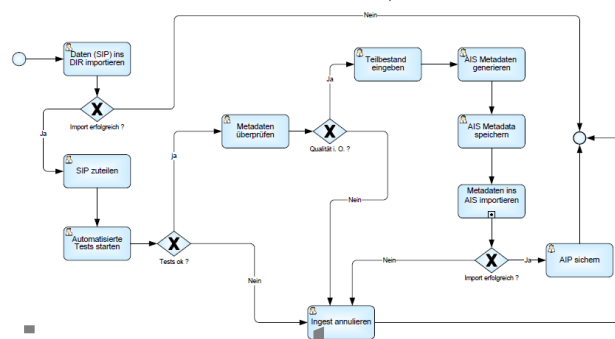 Nein
Daten (SIP) ins
DIR importieren
Import erfolgreich ?
Ja
SIP zuteilen
Automatisierte
Tests starten
Tests ok ?
ja
Nein
Metadaten
überprüfen
Qualität i. O. ?
Ja
Nein
Teilbestand
eingeben
AIS Metadaten
generieren
AIS Metadata
speichern
Metadaten ins
AIS importieren
Import erfolgreich ?
Nein
Ja
AIP sichern
Ingest annulieren